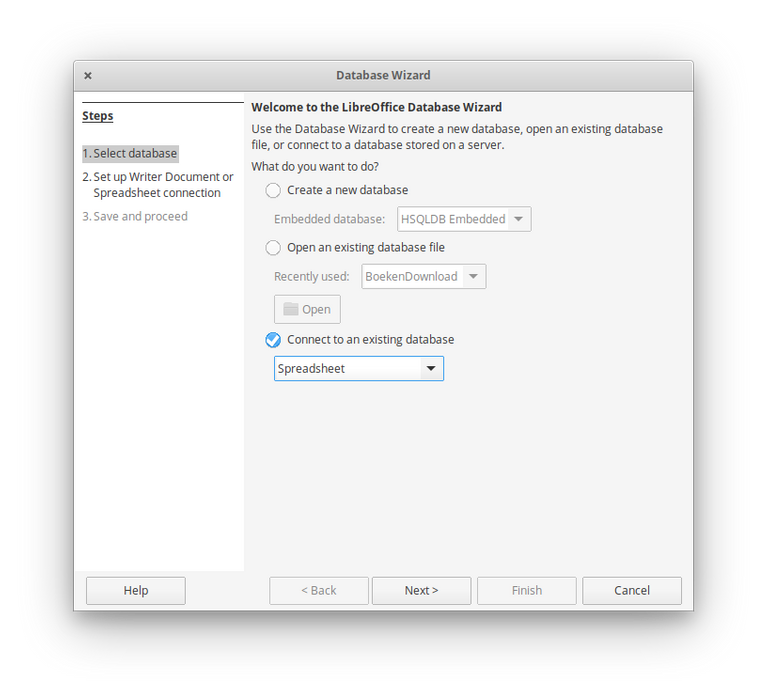 Database Wizard
Steps
1. Select database
2. Set up Writer Document or
Spreadsheet connection
3. Save and proceed
Welcome to the LibreOffice Database Wizard
Use the Database Wizard to create a new database, open an existing database
file, or connect to a database stored on a server.
What do you want to do?
Create a new database
Embedded database: HSQLDB Embedded
Open an existing database file
Recently used: BoekenDownload
Open
Connect to an existing database
Spreadsheet
Help
< Back
Next >
Finish
Cancel